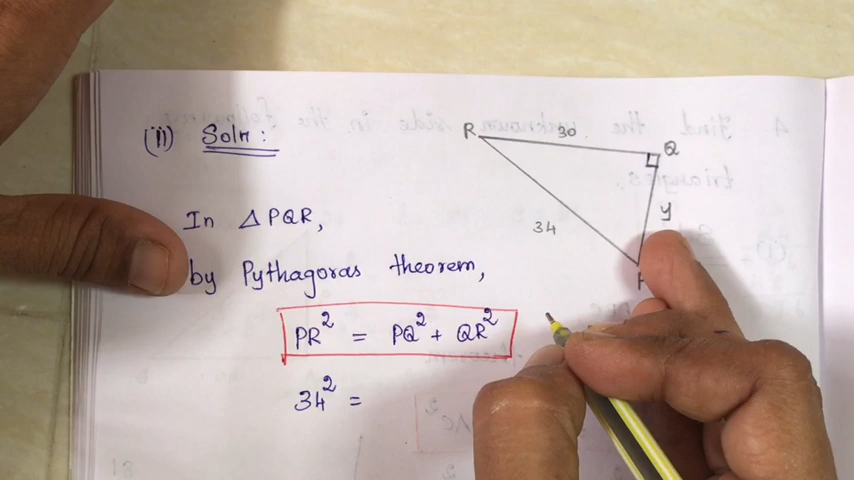 (ii) Soln:
R 30 Q
y
34
In △PQR,
by Pythagoras theorem,
PR² = PQ² + QR²
34² =